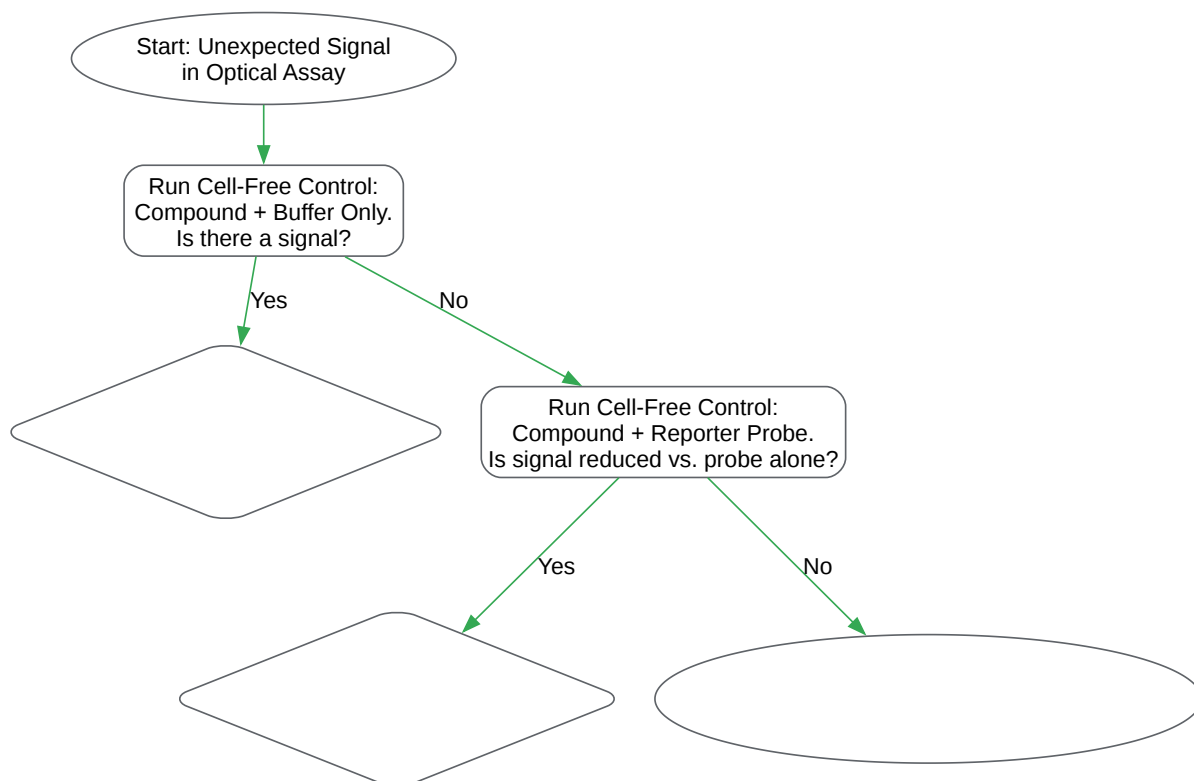 Start: Unexpected Signal
in Optical Assay
Run Cell-Free Control:
Compound + Buffer Only.
Is there a signal?
Yes
No
Run Cell-Free Control:
Compound + Reporter Probe.
Is signal reduced vs. probe alone?
Yes
No